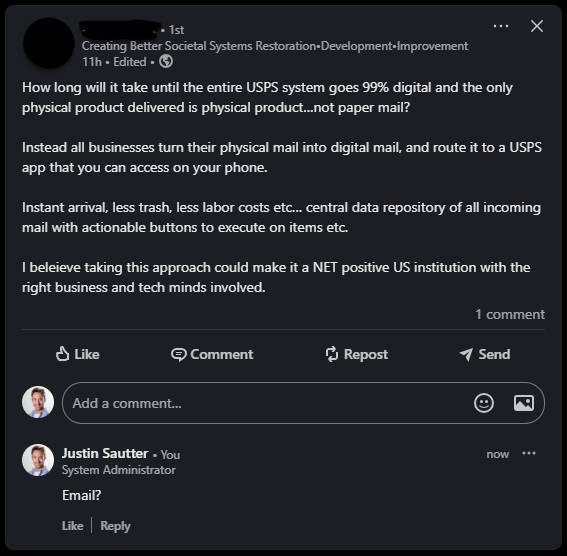 • 1st
Creating Better Societal Systems Restoration•Development•Improvement
11h • Edited •
How long will it take until the entire USPS system goes 99% digital and the only
physical product delivered is physical product...not paper mail?
Instead all businesses turn their physical mail into digital mail, and route it to a USPS
app that you can access on your phone.
Instant arrival, less trash, less labor costs etc... central data repository of all incoming
mail with actionable buttons to execute on items etc.
I beleieve taking this approach could make it a NET positive US institution with the
right business and tech minds involved.
1 comment
Like Comment Repost Send
Add a comment...
Justin Sautter • You now
System Administrator
Email?
Like | Reply